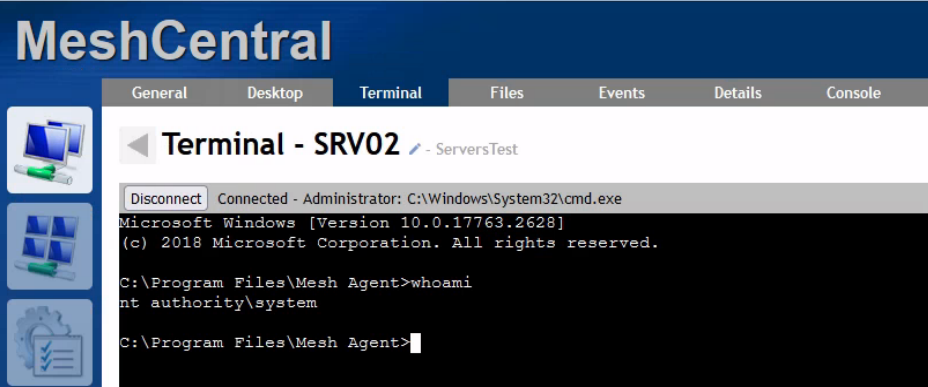 MeshCentral
General Desktop Terminal Files Events Details Console
Terminal - SRV02 - ServersTest
Disconnect Connected - Administrator: C:\Windows\System32\cmd.exe
Microsoft Windows [Version 10.0.17763.2628]
(c) 2018 Microsoft Corporation. All rights reserved.
C:\Program Files\Mesh Agent>whoami
nt authority\system
C:\Program Files\Mesh Agent>